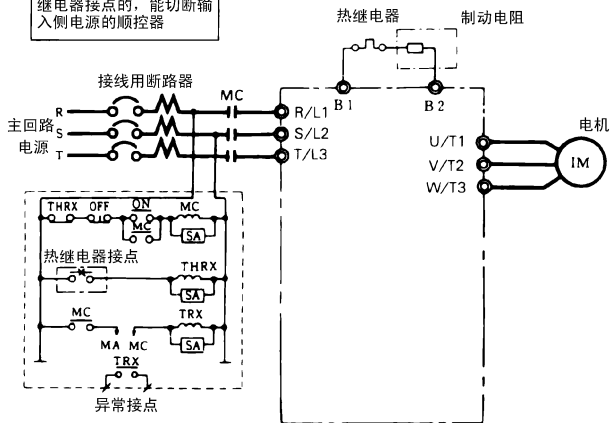 继电器接点的，能切断输
入侧电源的顺控器
热继电器
制动电阻
接线用断路器
MC
B1
B2
R
R/L1
主回路
电源
S
S/L2
T
T/L3
U/T1
V/T2
W/T3
电机
IM
THRX
OFF
ON
MC
MC
SA
热继电器接点
THRX
SA
MC
TRX
MA
MC
SA
TRX
异常接点